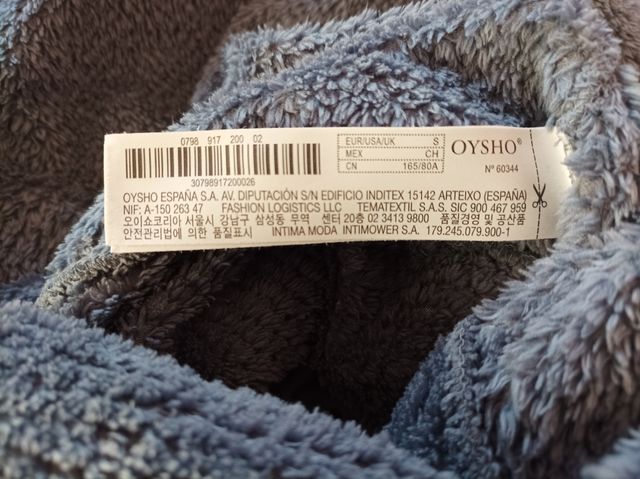 0798 917 200 02
30798917200026
EUR/USA/UK S
MEX CH
CN 165/80A
OYSHO®
Nº 60344
OYSHO ESPAÑA S.A. AV. DIPUTACIÓN S/N EDIFICIO INDITEX 15142 ARTEIXO (ESPAÑA)
NIF: A-150 263 47 FASHION LOGISTICS LLC TEMATEXTIL S.A.S. SIC 900 467 959
오이쇼코리아 서울시 강남구 삼성동 무역 센터 20층 02 3413 9800 품질경영 및 공산품
안전관리법에 의한 품질표시 INTIMA MODA INTIMOWER S.A. 179.245.079.900-1